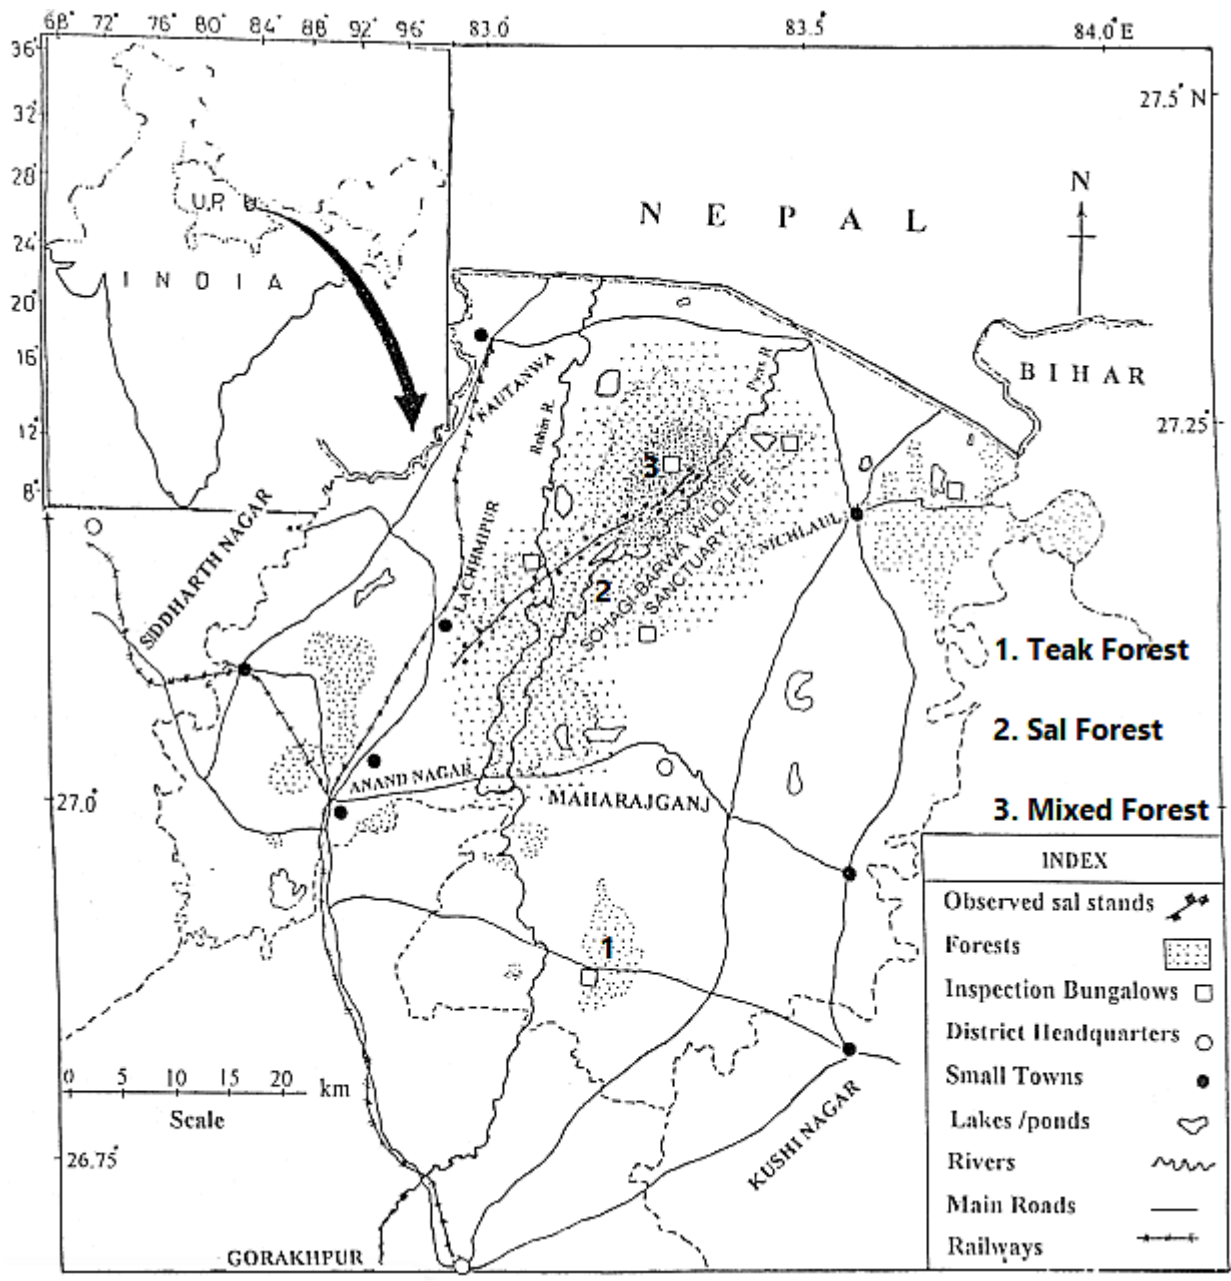 68° 72° 76° 80° 84° 88° 92° 96° 83.0° 83.5° 84.0° E
36°
32°
28°
24°
20°
16°
12°
8°
27.5° N
27.25°
27.0°
26.75°
U.P.
INDIA
NEPAL
N
BIHAR
KAUTANWA
Rohin R.
SIDDHARTH NAGAR
LACHHMIPUR
3
2
SOHAGI-BARWA WILDLIFE
SANCTUARY
NICHLAUL
1. Teak Forest
2. Sal Forest
3. Mixed Forest
ANAND NAGAR
MAHARAJGANJ
1
0 5 10 15 20 km
Scale
KUSHI NAGAR
GORAKHPUR
INDEX
Observed sal stands
Forests
Inspection Bungalows
District Headquarters
Small Towns
Lakes /ponds
Rivers
Main Roads
Railways